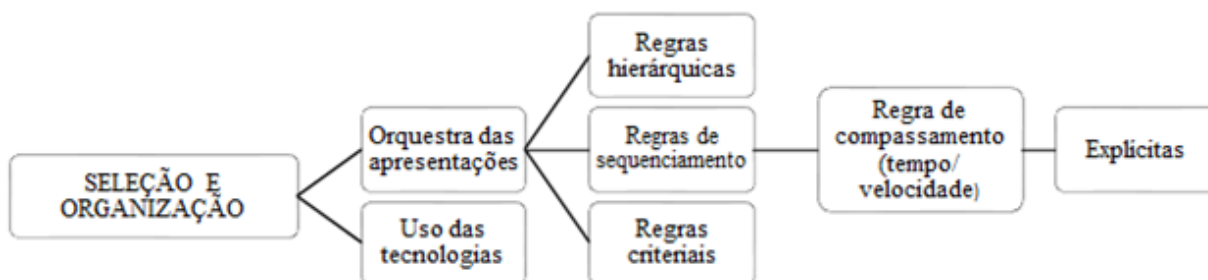 SELEÇÃO E
ORGANIZAÇÃO
Orquestra das
apresentações
Uso das
tecnologias
Regras
hierárquicas
Regras de
sequenciamento
Regras
criteriais
Regra de
compassamento
(tempo/
velocidade)
Explícitas